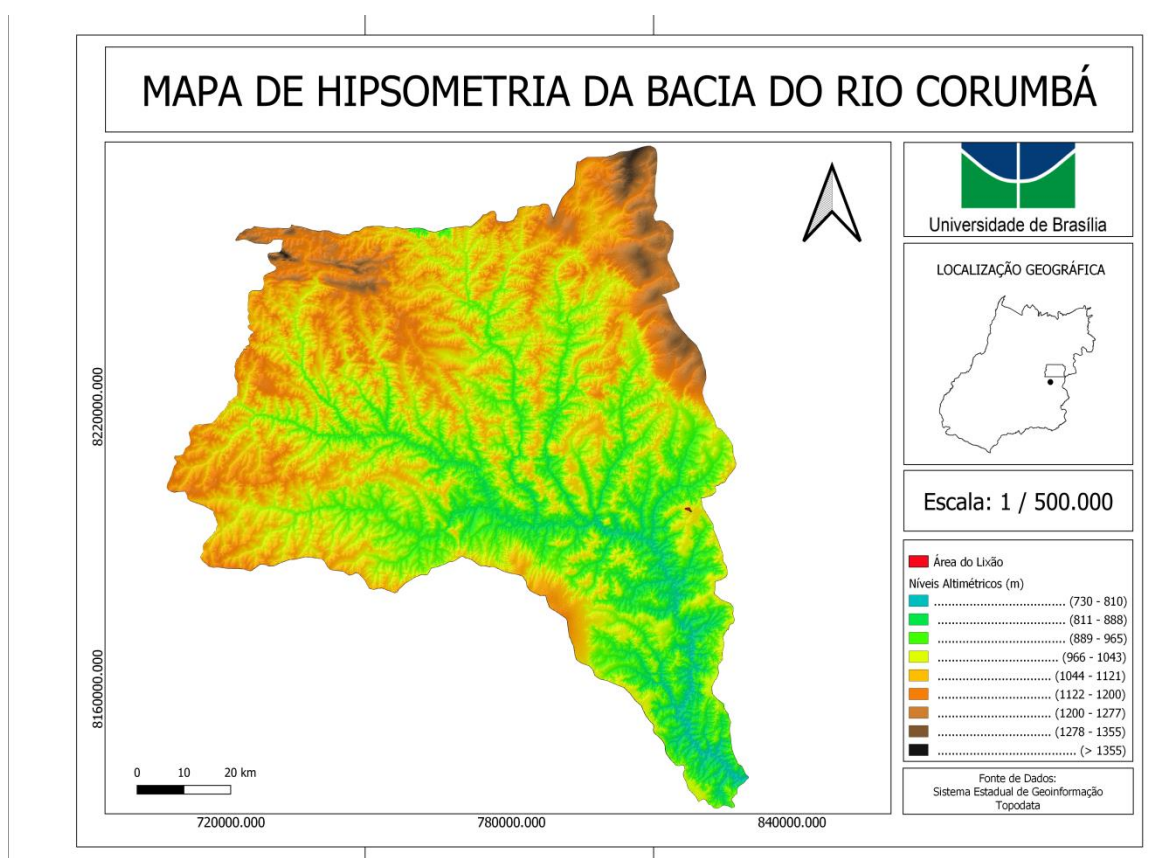 MAPA DE HIPSOMETRIA DA BACIA DO RIO CORUMBÁ
Universidade de Brasília
LOCALIZAÇÃO GEOGRÁFICA
Escala: 1 / 500.000
Área do Lixão
Níveis Altimétricos (m)
.................................... (730 - 810)
.................................... (811 - 888)
.................................... (889 - 965)
.................................. (966 - 1043)
................................ (1044 - 1121)
................................ (1122 - 1200)
................................ (1200 - 1277)
................................ (1278 - 1355)
....................................... (> 1355)
Fonte de Dados:
Sistema Estadual de Geoinformação
Topodata
8220000.000
8160000.000
0 10 20 km
720000.000 780000.000 840000.000